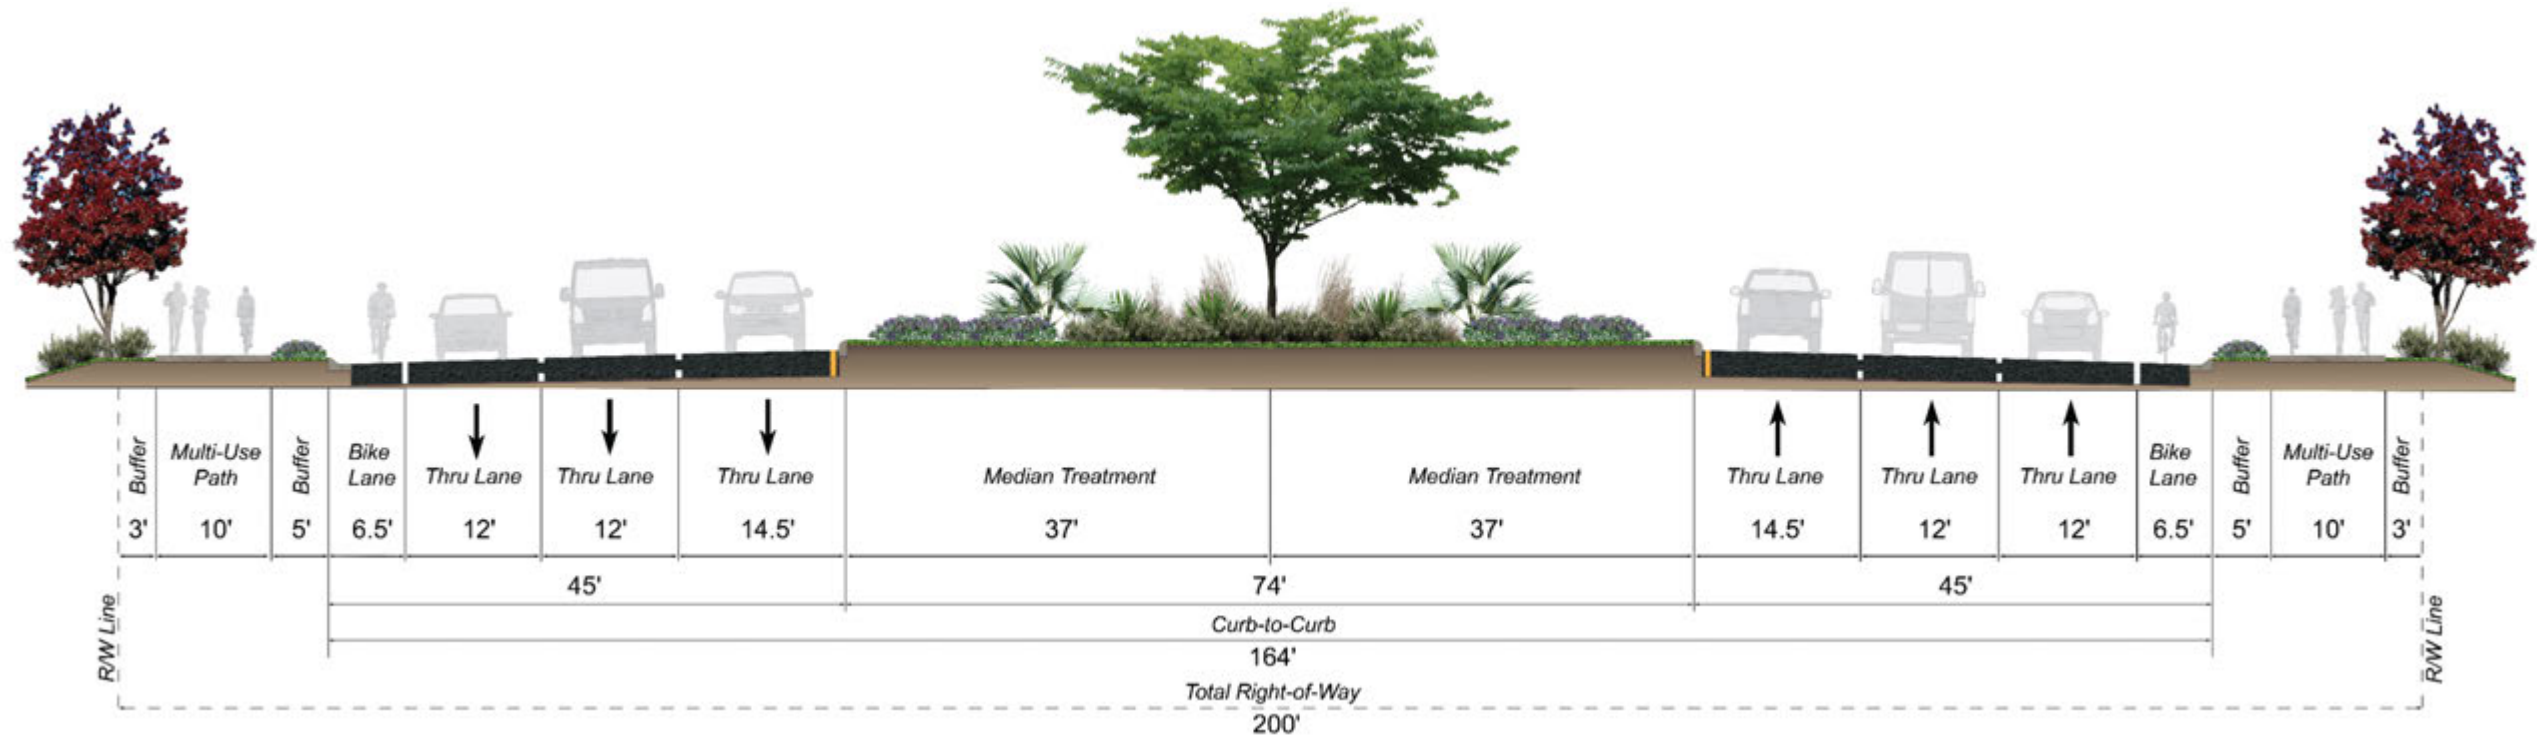 Buffer
Multi-Use
Path
Buffer
Bike
Lane
Thru Lane
Thru Lane
Thru Lane
Median Treatment
Median Treatment
Thru Lane
Thru Lane
Thru Lane
Bike
Lane
Buffer
Multi-Use
Path
Buffer
3'
10'
5'
6.5'
12'
12'
14.5'
37'
37'
14.5'
12'
12'
6.5'
5'
10'
3'
45'
74'
45'
Curb-to-Curb
164'
R/W Line
R/W Line
Total Right-of-Way
200'